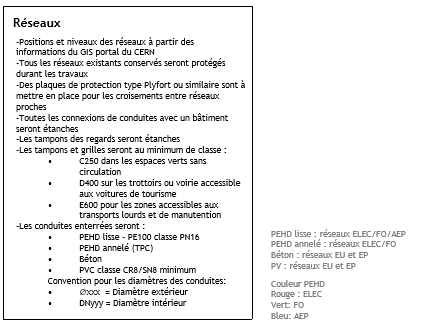 Réseaux
-Positions et niveaux des réseaux à partir des
informations du GIS portal du CERN
-Tous les réseaux existants conservés seront protégés
durant les travaux
-Des plaques de protection type Plyfort ou similaire sont à
mettre en place pour les croisements entre réseaux
proches
-Toutes les connexions de conduites avec un bâtiment
seront étanches
-Les tampons des regards seront étanches
-Les tampons et grilles seront au minimum de classe :
• C250 dans les espaces verts sans
circulation
• D400 sur les trottoirs ou voirie accessible
aux voitures de tourisme
• E600 pour les zones accessibles aux
transports lourds et de manutention
-Les conduites enterrées seront :
• PEHD lisse - PE100 classe PN16
• PEHD annelé (TPC)
• Béton
• PVC classe CR8/SN8 minimum
Convention pour les diamètres des conduites:
• ∅xxx = Diamètre extérieur
• DNyyy = Diamètre intérieur
PEHD lisse : réseaux ELEC/FO/AEP
PEHD annelé : réseaux ELEC/FO
Béton : réseaux EU et EP
PV : réseaux EU et EP
Couleur PEHD
Rouge : ELEC
Vert: FO
Bleu: AEP